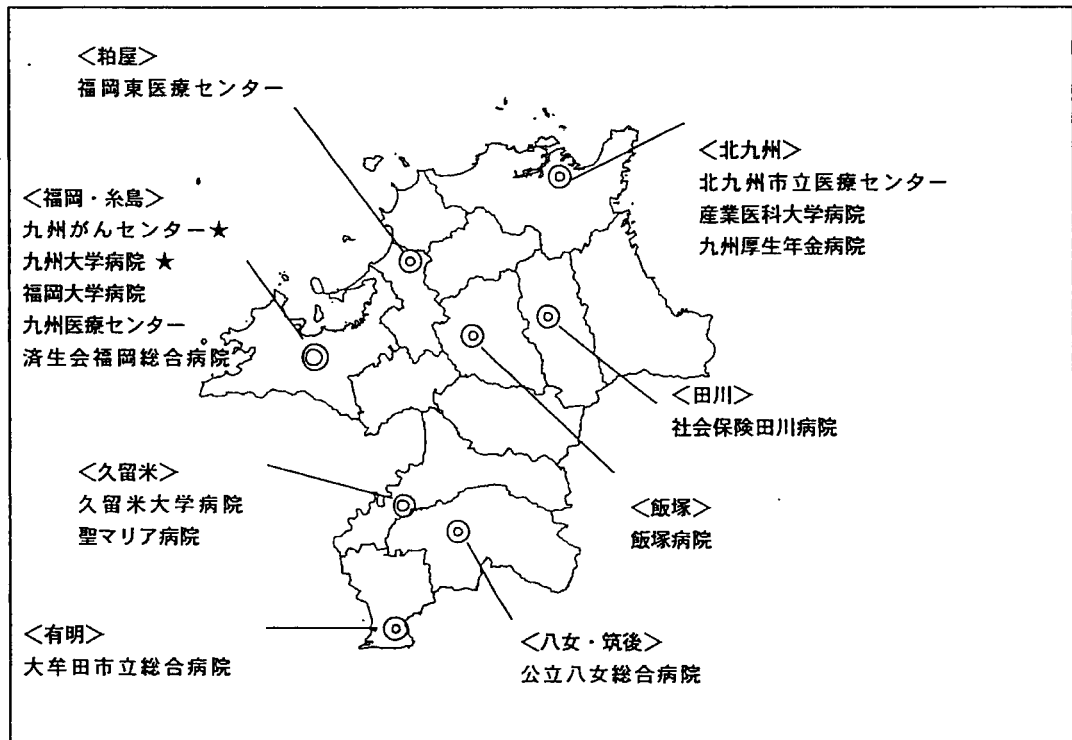 ＜粕屋＞
福岡東医療センター
＜北九州＞
北九州市立医療センター
産業医科大学病院
九州厚生年金病院
＜福岡・糸島＞
九州がんセンター★
九州大学病院 ★
福岡大学病院
九州医療センター
済生会福岡総合病院
＜田川＞
社会保険田川病院
＜久留米＞
久留米大学病院
聖マリア病院
＜飯塚＞
飯塚病院
＜有明＞
大牟田市立総合病院
＜八女・筑後＞
公立八女総合病院